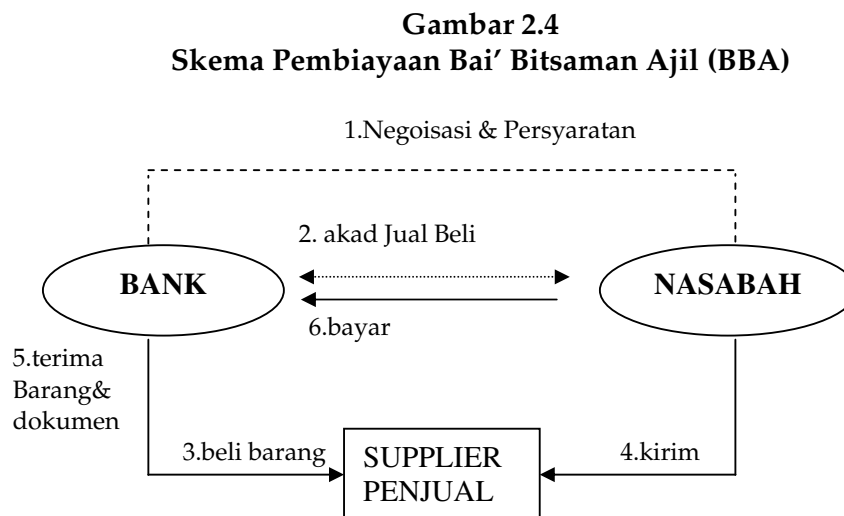 Gambar 2.4
Skema Pembiayaan Bai' Bitsaman Ajil (BBA)
1.Negoisasi & Persyaratan
2. akad Jual Beli
BANK
NASABAH
6.bayar
5.terima
Barang&
dokumen
3.beli barang
SUPPLIER
PENJUAL
4.kirim